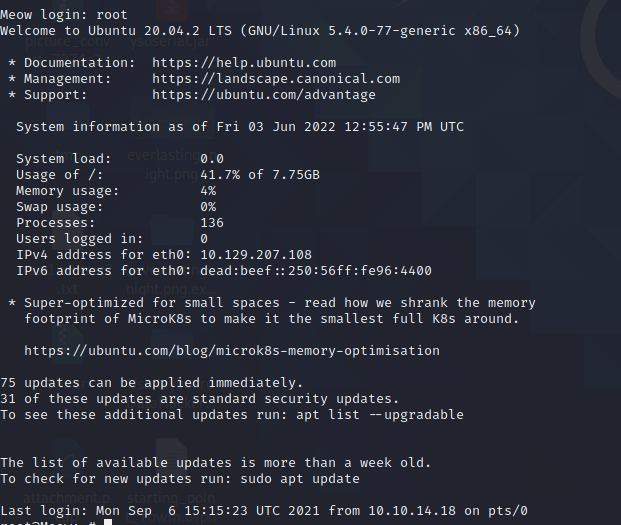 Meow login: root
Welcome to Ubuntu 20.04.2 LTS (GNU/Linux 5.4.0-77-generic x86_64)
* Documentation: https://help.ubuntu.com
* Management: https://landscape.canonical.com
* Support: https://ubuntu.com/advantage
System information as of Fri 03 Jun 2022 12:55:47 PM UTC
System load: 0.0
Usage of /: 41.7% of 7.75GB
Memory usage: 4%
Swap usage: 0%
Processes: 136
Users logged in: 0
IPv4 address for eth0: 10.129.207.108
IPv6 address for eth0: dead:beef::250:56ff:fe96:4400
* Super-optimized for small spaces - read how we shrank the memory
footprint of MicroK8s to make it the smallest full K8s around.
https://ubuntu.com/blog/microk8s-memory-optimisation
75 updates can be applied immediately.
31 of these updates are standard security updates.
To see these additional updates run: apt list --upgradable
The list of available updates is more than a week old.
To check for new updates run: sudo apt update
Last login: Mon Sep 6 15:15:23 UTC 2021 from 10.10.14.18 on pts/0